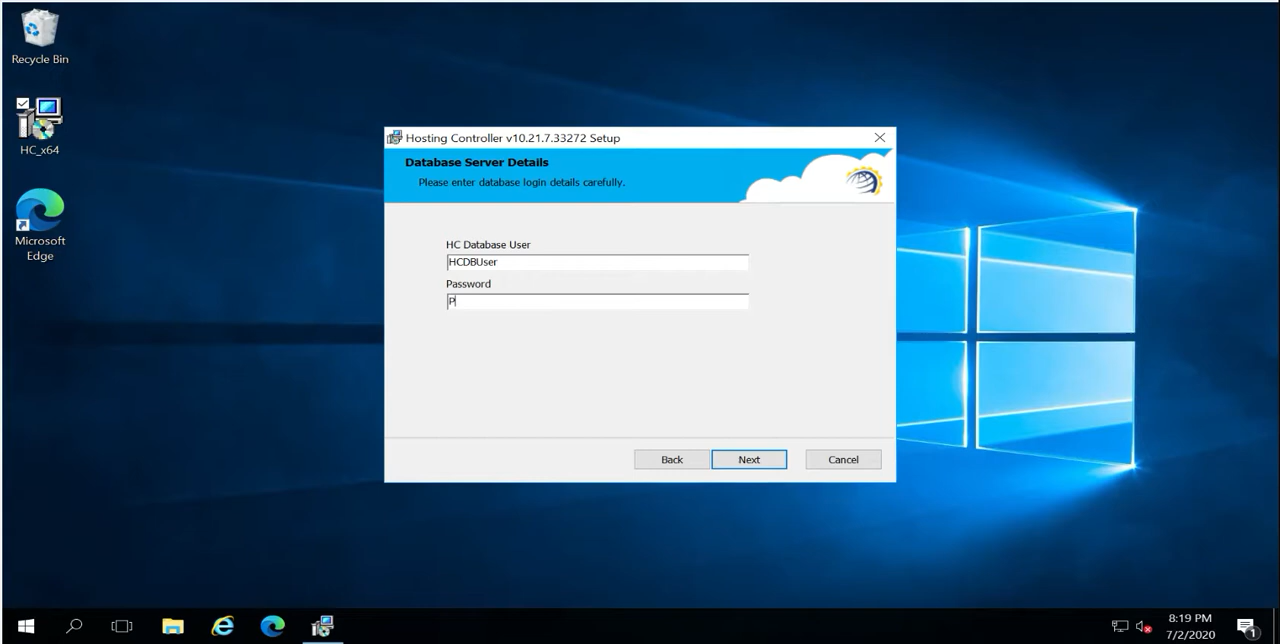 Recycle Bin
HC_x64
Microsoft
Edge
Hosting Controller v10.21.7.33272 Setup
Database Server Details
Please enter database login details carefully.
HC Database User
HCDBUser
Password
P
Back
Next
Cancel
8:19 PM
7/2/2020
1